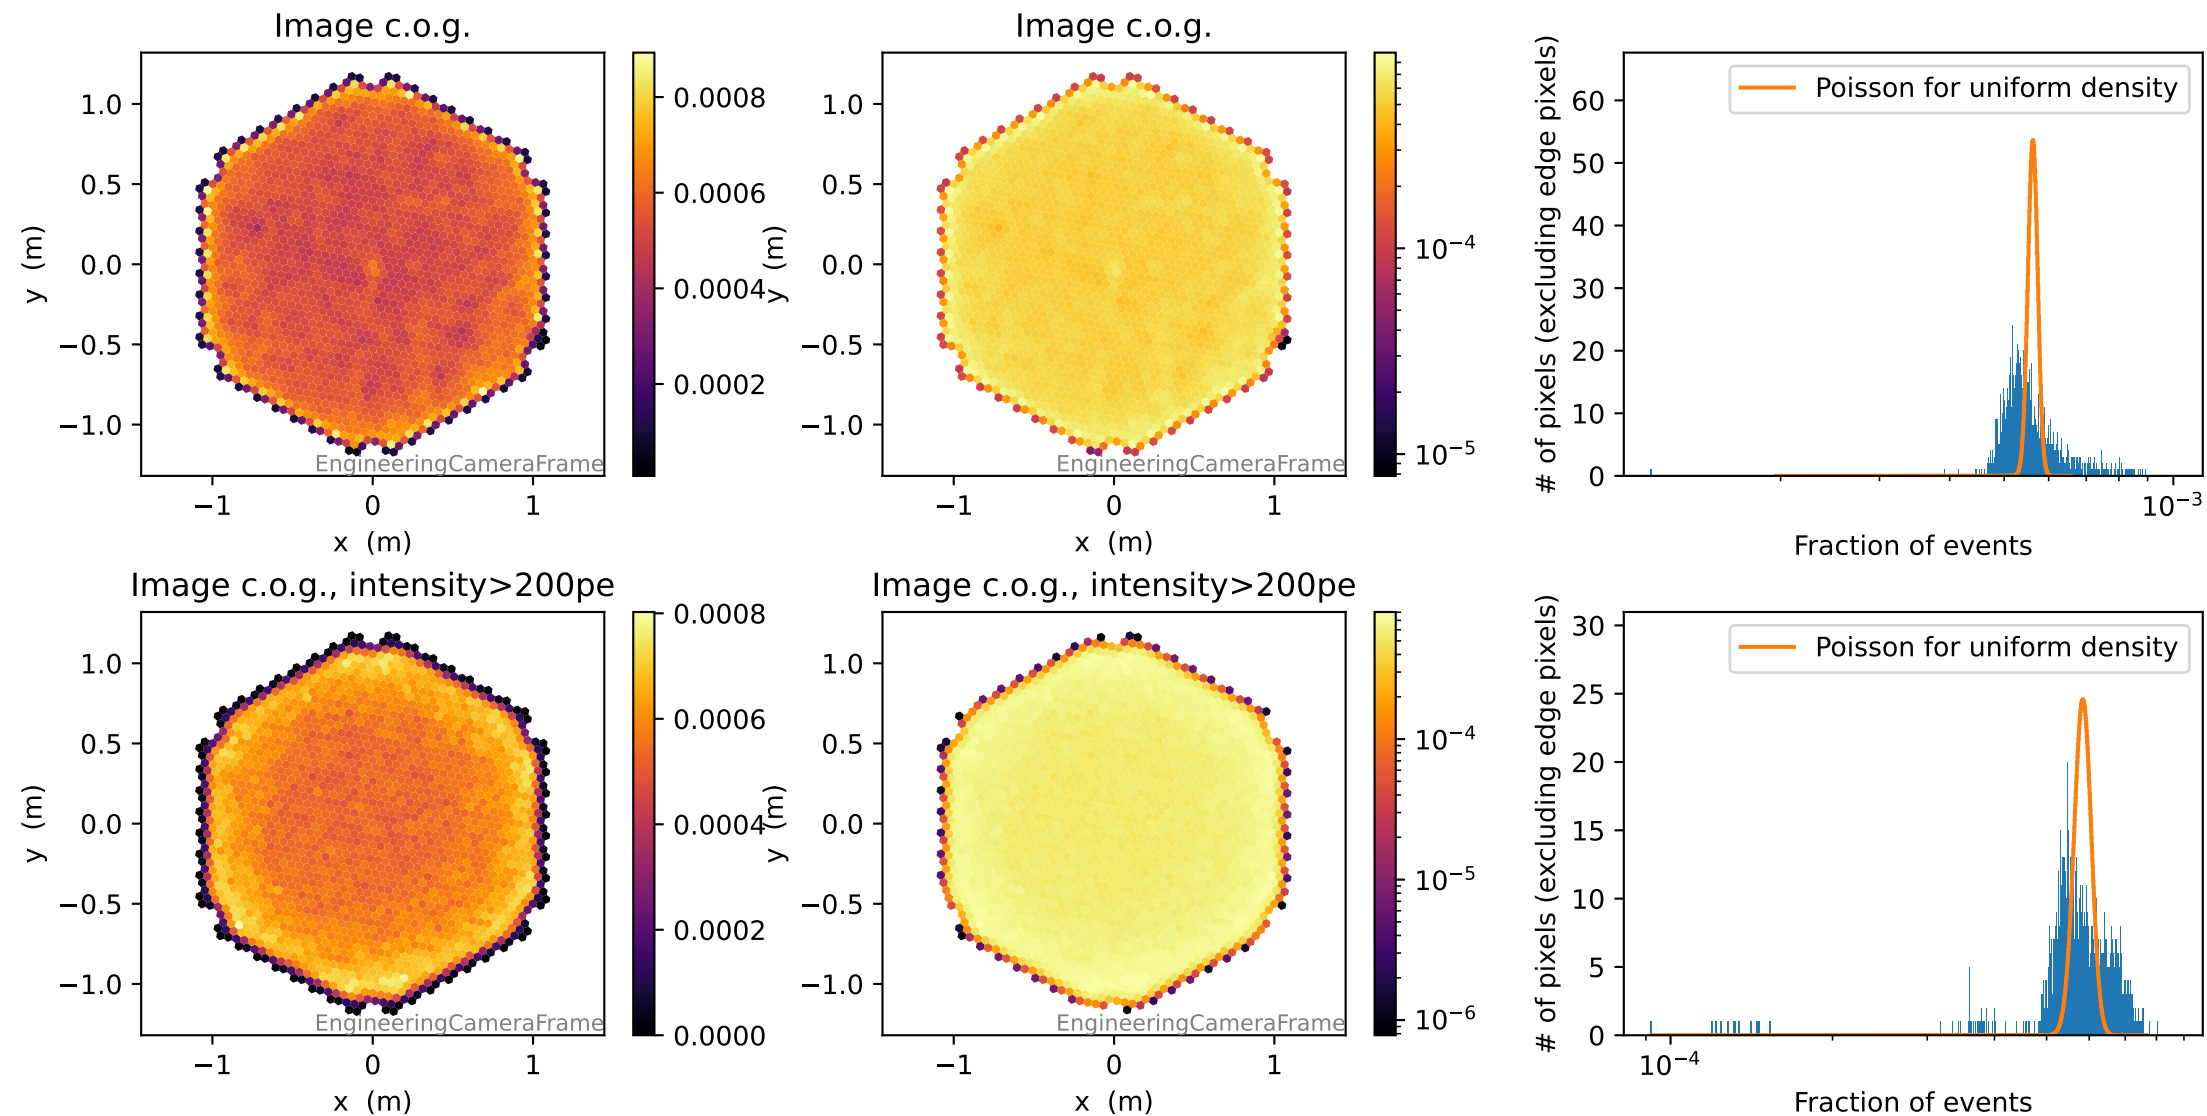 Image c.o.g.
1.0
0.5
0.0
−0.5
−1.0
y (m)
−1
0
1
x (m)
EngineeringCameraFrame
0.0008
0.0006
0.0004
0.0002
Image c.o.g.
1.0
0.5
0.0
−0.5
−1.0
y (m)
−1
0
1
x (m)
EngineeringCameraFrame
10⁻⁴
10⁻⁵
# of pixels (excluding edge pixels)
60
50
40
30
20
10
0
Poisson for uniform density
10⁻³
Fraction of events
Image c.o.g., intensity>200pe
1.0
0.5
0.0
−0.5
−1.0
y (m)
−1
0
1
x (m)
EngineeringCameraFrame
0.0008
0.0006
0.0004
0.0002
0.0000
Image c.o.g., intensity>200pe
1.0
0.5
0.0
−0.5
−1.0
y (m)
−1
0
1
x (m)
EngineeringCameraFrame
10⁻⁴
10⁻⁵
10⁻⁶
# of pixels (excluding edge pixels)
30
25
20
15
10
5
0
Poisson for uniform density
10⁻⁴
Fraction of events